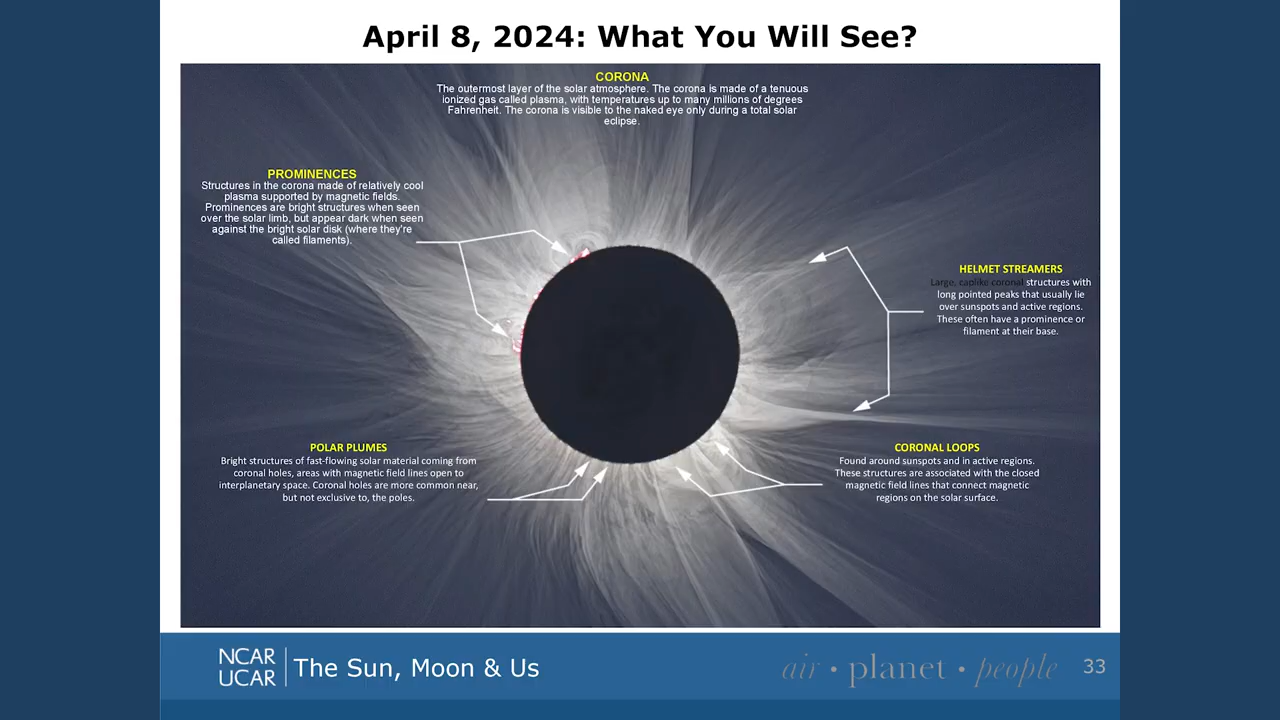 April 8, 2024: What You Will See?
CORONA
The outermost layer of the solar atmosphere. The corona is made of a tenuous
ionized gas called plasma, with temperatures up to many millions of degrees
Fahrenheit. The corona is visible to the naked eye only during a total solar
eclipse.
PROMINENCES
Structures in the corona made of relatively cool
plasma supported by magnetic fields.
Prominences are bright structures when seen
over the solar limb, but appear dark when seen
against the bright solar disk (where they're
called filaments).
HELMET STREAMERS
Large, caplike coronal structures with
long pointed peaks that usually lie
over sunspots and active regions.
These often have a prominence or
filament at their base.
POLAR PLUMES
Bright structures of fast-flowing solar material coming from
coronal holes, areas with magnetic field lines open to
interplanetary space. Coronal holes are more common near,
but not exclusive to, the poles.
CORONAL LOOPS
Found around sunspots and in active regions.
These structures are associated with the closed
magnetic field lines that connect magnetic
regions on the solar surface.
NCAR
UCAR
The Sun, Moon & Us
air • planet • people
33